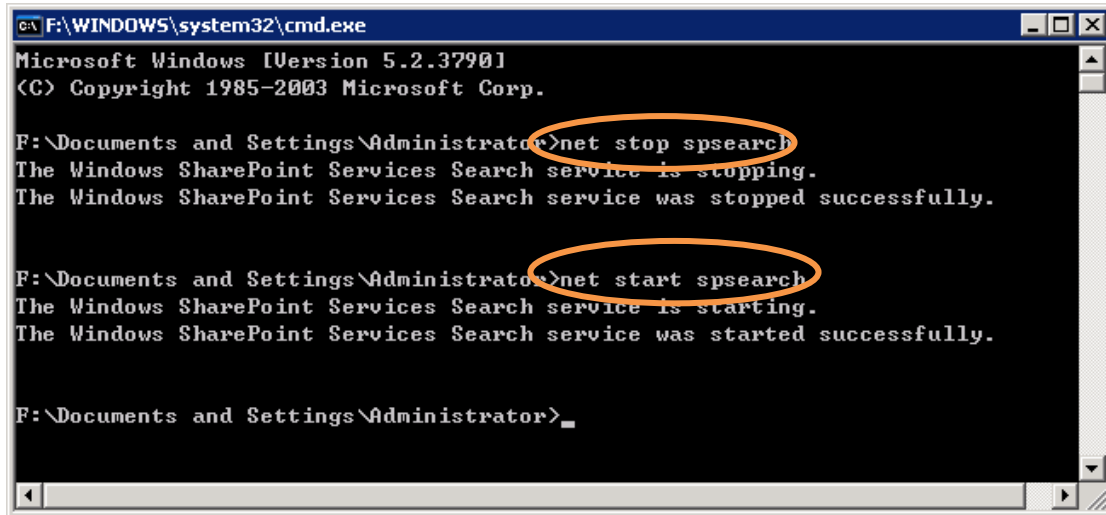 F:\WINDOWS\system32\cmd.exe
Microsoft Windows [Version 5.2.3790]
(C) Copyright 1985-2003 Microsoft Corp.
F:\Documents and Settings\Administrator>net stop spsearch
The Windows SharePoint Services Search service is stopping.
The Windows SharePoint Services Search service was stopped successfully.
F:\Documents and Settings\Administrator>net start spsearch
The Windows SharePoint Services Search service is starting.
The Windows SharePoint Services Search service was started successfully.
F:\Documents and Settings\Administrator>_